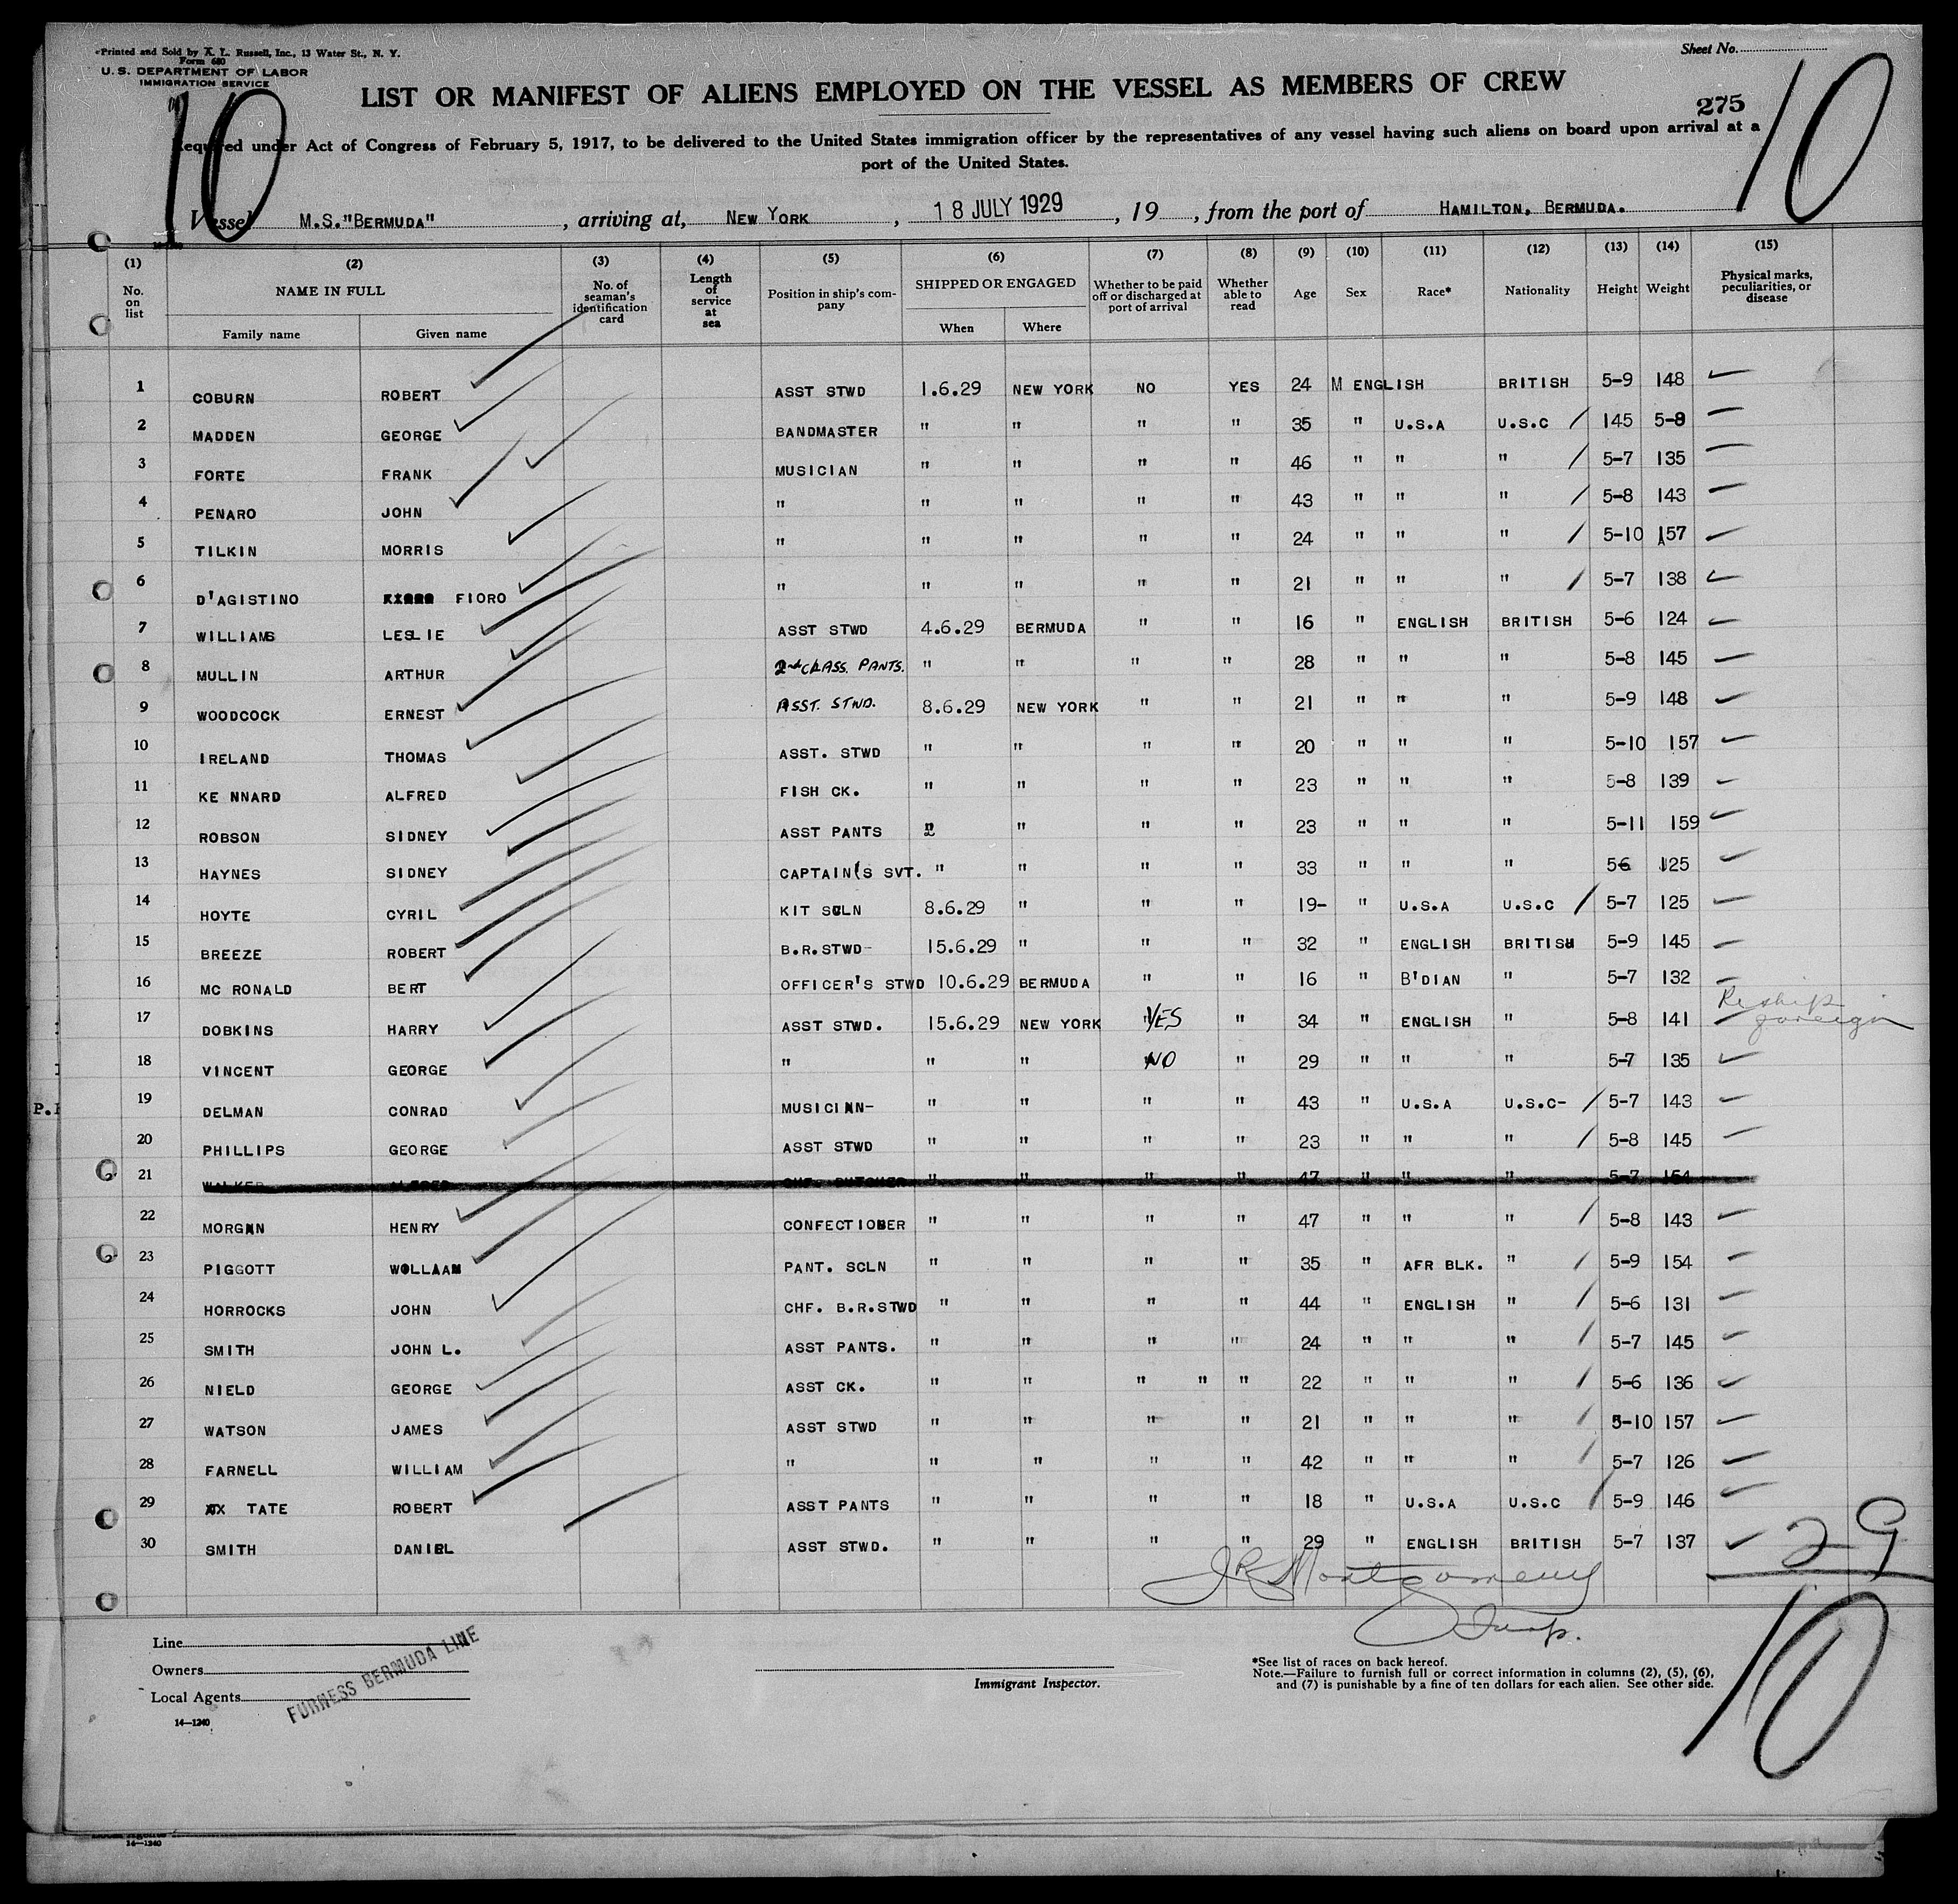 Printed and Sold by X. L. Russell, Inc., 13 Water St., N. Y.
Form 680
U.S. DEPARTMENT OF LABOR
IMMIGRATION SERVICE
Sheet No.
10
10
LIST OR MANIFEST OF ALIENS EMPLOYED ON THE VESSEL AS MEMBERS OF CREW
275
Required under Act of Congress of February 5, 1917, to be delivered to the United States immigration officer by the representatives of any vessel having such aliens on board upon arrival at a
port of the United States.
Vessel M.S."BERMUDA", arriving at, NEW YORK, 18 JULY 1929, 19, from the port of HAMILTON, BERMUDA.
(1) (2) (3) (4) (5) (6) (7) (8) (9) (10) (11) (12) (13) (14) (15)
No. on list NAME IN FULL Family name Given name No. of seaman's identification card Length of service at sea Position in ship's company SHIPPED OR ENGAGED When Where Whether to be paid off or discharged at port of arrival Whether able to read Age Sex Race* Nationality Height Weight Physical marks, peculiarities, or disease
1 COBURN ROBERT ASST STWD 1.6.29 NEW YORK NO YES 24 M ENGLISH BRITISH 5-9 148
2 MADDEN GEORGE BANDMASTER " " " " 35 " U.S.A U.S.C 145 5-8
3 FORTE FRANK MUSICIAN " " " " 46 " " " 5-7 135
4 PENARO JOHN " " " " " 43 " " " 5-8 143
5 TILKIN MORRIS " " " " " 24 " " " 5-10 157
6 D'AGISTINO FIORO " " " " " 21 " " " 5-7 138
7 WILLIAMS LESLIE ASST STWD 4.6.29 BERMUDA " " 16 " ENGLISH BRITISH 5-6 124
8 MULLIN ARTHUR 2nd CLASS. PANTS. " " " " 28 " " " 5-8 145
9 WOODCOCK ERNEST ASST. STWD. 8.6.29 NEW YORK " " 21 " " " 5-9 148
10 IRELAND THOMAS ASST. STWD " " " " 20 " " " 5-10 157
11 KE NNARD ALFRED FISH CK. " " " " 23 " " " 5-8 139
12 ROBSON SIDNEY ASST PANTS " " " " 23 " " " 5-11 159
13 HAYNES SIDNEY CAPTAIN(S SVT. " " " " 33 " " " 56 125
14 HOYTE CYRIL KIT SCLN 8.6.29 " " " 19- " U.S.A U.S.C 5-7 125
15 BREEZE ROBERT B.R.STWD- 15.6.29 " " " 32 " ENGLISH BRITISH 5-9 145
16 MC RONALD BERT OFFICER'S STWD 10.6.29 BERMUDA " " 16 " B'DIAN " 5-7 132
17 DOBKINS HARRY ASST STWD. 15.6.29 NEW YORK YES " 34 " ENGLISH " 5-8 141 Reship foreign
18 VINCENT GEORGE " " " NO " 29 " " " 5-7 135
19 DELMAN CONRAD MUSICIAN- " " " " 43 " U.S.A U.S.C- 5-7 143
20 PHILLIPS GEORGE ASST STWD " " " " 23 " " " 5-8 145
21 WALKER ALFRED CHF. BUTCHER " " " " 47 " " " 5-7 154
22 MORGAN HENRY CONFECTIOBER " " " " 47 " " " 5-8 143
23 PIGGOTT WOLLAAM PANT. SCLN " " " " 35 " AFR BLK. " 5-9 154
24 HORROCKS JOHN CHF. B.R.STWD " " " " 44 " ENGLISH " 5-6 131
25 SMITH JOHN L. ASST PANTS. " " " " 24 " " " 5-7 145
26 NIELD GEORGE ASST CK. " " " " " 22 " " " 5-6 136
27 WATSON JAMES ASST STWD " " " " 21 " " " 5-10 157
28 FARNELL WILLIAM " " " " " 42 " " " 5-7 126
29 TATE ROBERT ASST PANTS " " " " 18 " U.S.A U.S.C 5-9 146
30 SMITH DANIEL ASST STWD. " " " " 29 " ENGLISH BRITISH 5-7 137
29
JR Montgomery
Insp.
10
Line
Owners
Local Agents
FURNESS BERMUDA LINE
14—1240
Immigrant Inspector.
*See list of races on back hereof.
Note.—Failure to furnish full or correct information in columns (2), (5), (6),
and (7) is punishable by a fine of ten dollars for each alien. See other side.
14—1240